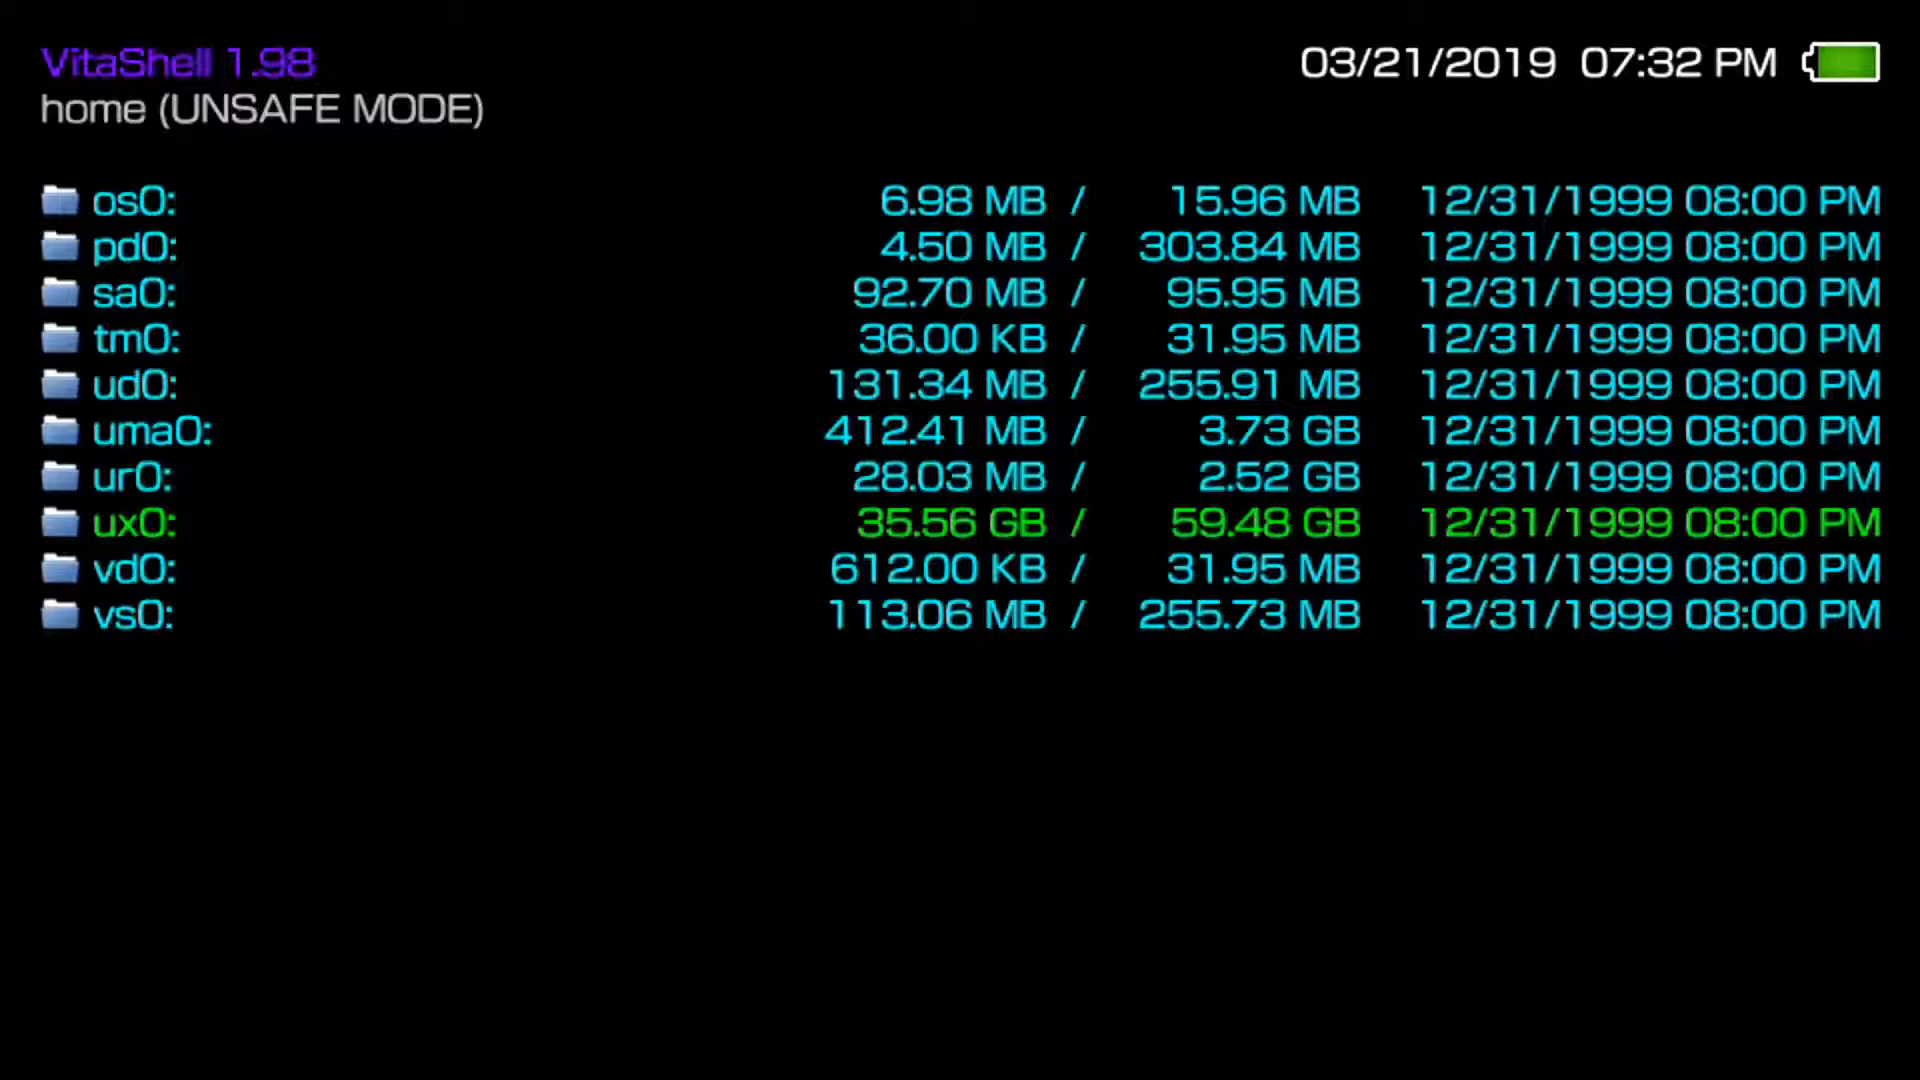 VitaShell 1.98 03/21/2019 07:32 PM
home (UNSAFE MODE)
os0: 6.98 MB / 15.96 MB 12/31/1999 08:00 PM
pd0: 4.50 MB / 303.84 MB 12/31/1999 08:00 PM
sa0: 92.70 MB / 95.95 MB 12/31/1999 08:00 PM
tm0: 36.00 KB / 31.95 MB 12/31/1999 08:00 PM
ud0: 131.34 MB / 255.91 MB 12/31/1999 08:00 PM
uma0: 412.41 MB / 3.73 GB 12/31/1999 08:00 PM
ur0: 28.03 MB / 2.52 GB 12/31/1999 08:00 PM
ux0: 35.56 GB / 59.48 GB 12/31/1999 08:00 PM
vd0: 612.00 KB / 31.95 MB 12/31/1999 08:00 PM
vs0: 113.06 MB / 255.73 MB 12/31/1999 08:00 PM